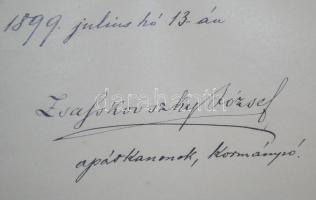 1899. julius hó 13.-án
Zsasskovszky József
apátkanonok, kormányzó.